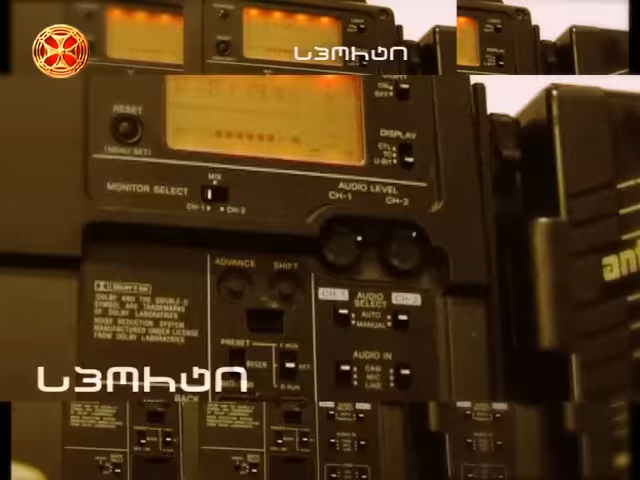 სპორტი
RESET
(MENU SET)
ON
OFF
DISPLAY
CTL
TC
U-BIT
MONITOR SELECT
MIX
CH-1 CH-2
AUDIO LEVEL
CH-1 CH-2
ADVANCE SHIFT
DOLBY AND THE DOUBLE-D
SYMBOL ARE TRADEMARKS
OF DOLBY LABORATORIES
NOISE REDUCTION SYSTEM
MANUFACTURED UNDER LICENSE
FROM DOLBY LABORATORIES
CH-1 AUDIO SELECT CH-2
AUTO
MANUAL
PRESET
F-RUN
REGEN
SET
R-RUN
AUDIO IN
CAM
MIC
LINE
სპორტი
BACK